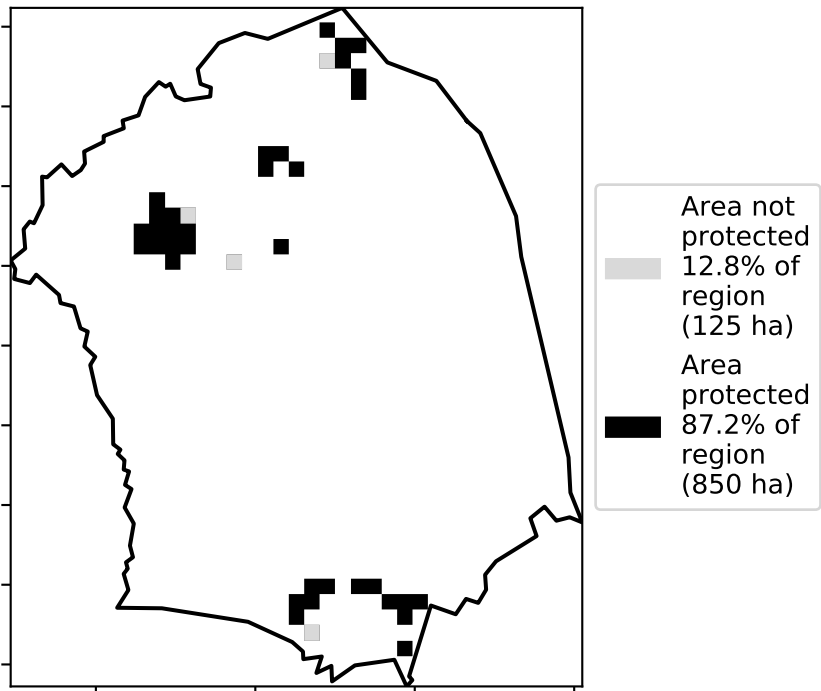 Area not
protected
12.8% of
region
(125 ha)
Area
protected
87.2% of
region
(850 ha)